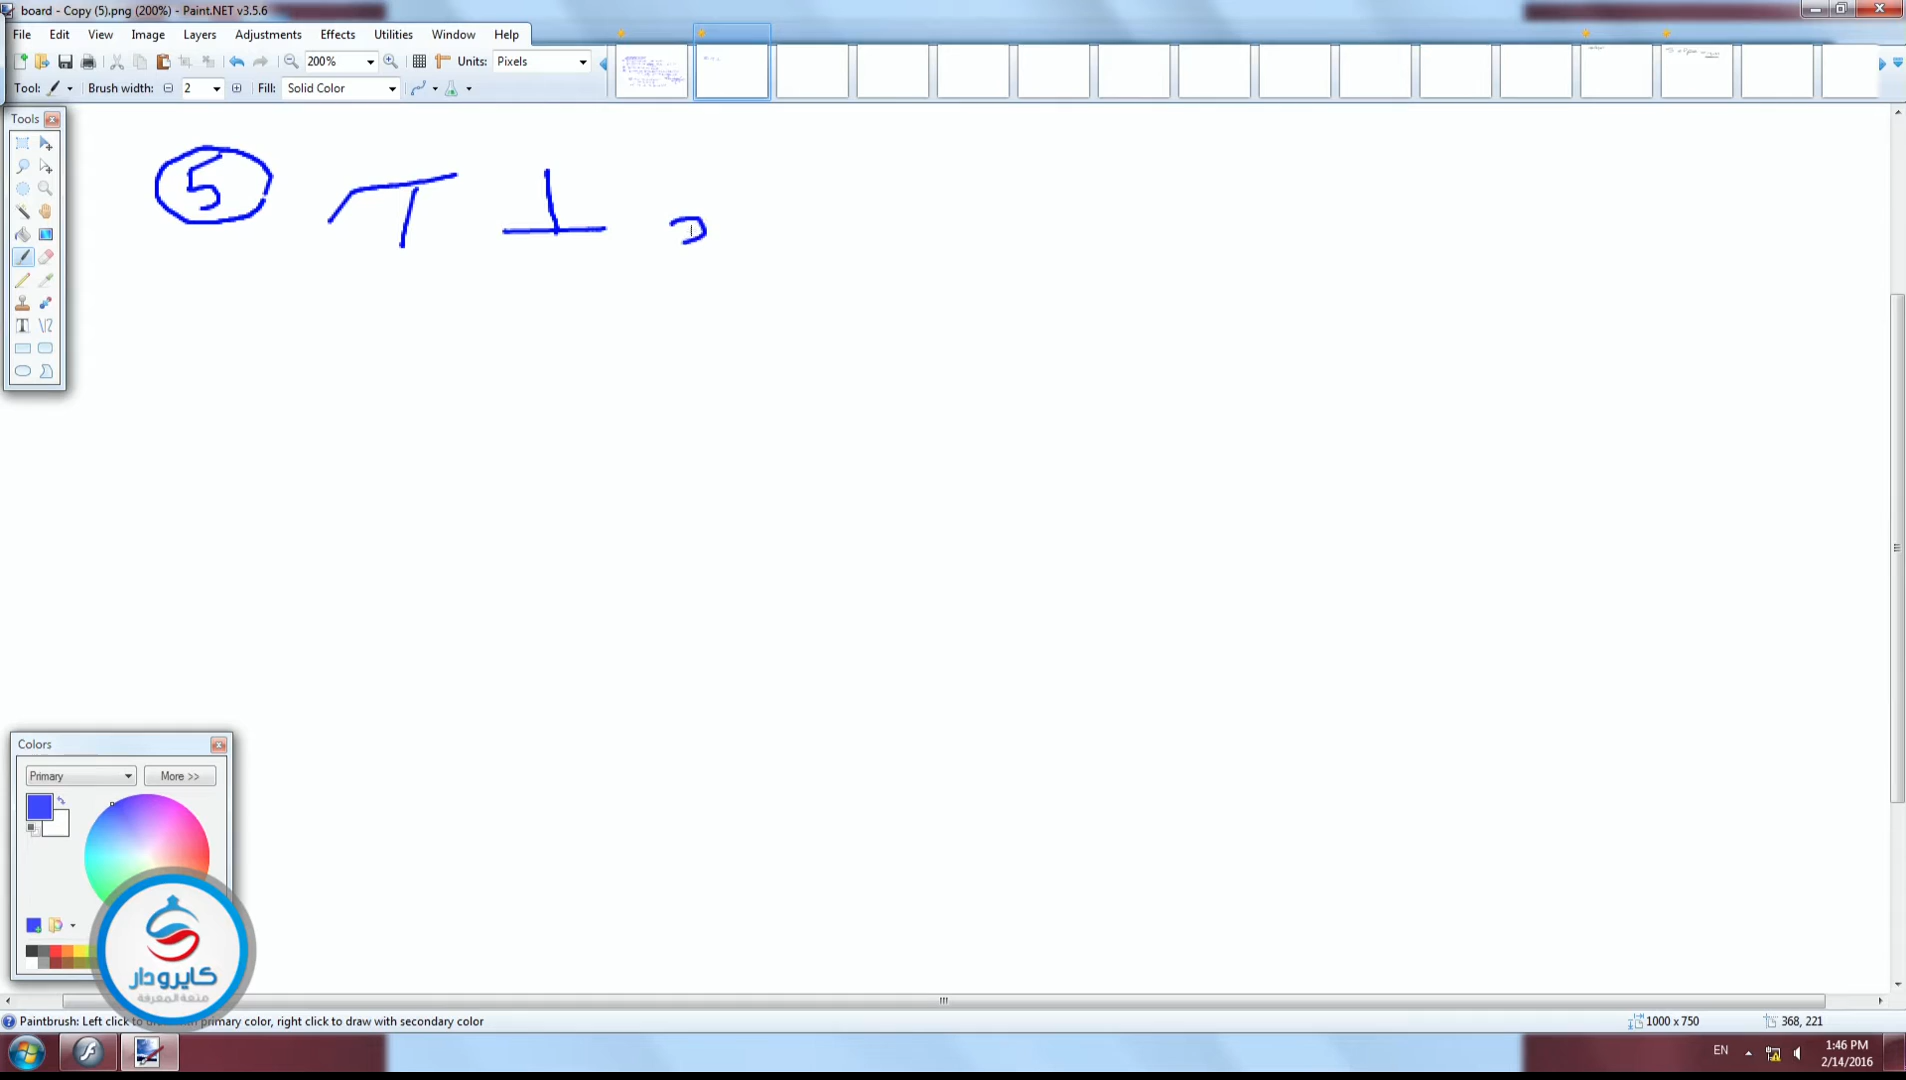 board - Copy (5).png (200%) - Paint.NET v3.5.6
File Edit View Image Layers Adjustments Effects Utilities Window Help
200% Units: Pixels
Tool: Brush width: 2 Fill: Solid Color
Tools
5 ⊥
Colors
Primary More >>
كايرودار
متعة المعرفة
Paintbrush: Left click to primary color, right click to draw with secondary color
1000 x 750
368, 221
EN
1:46 PM
2/14/2016